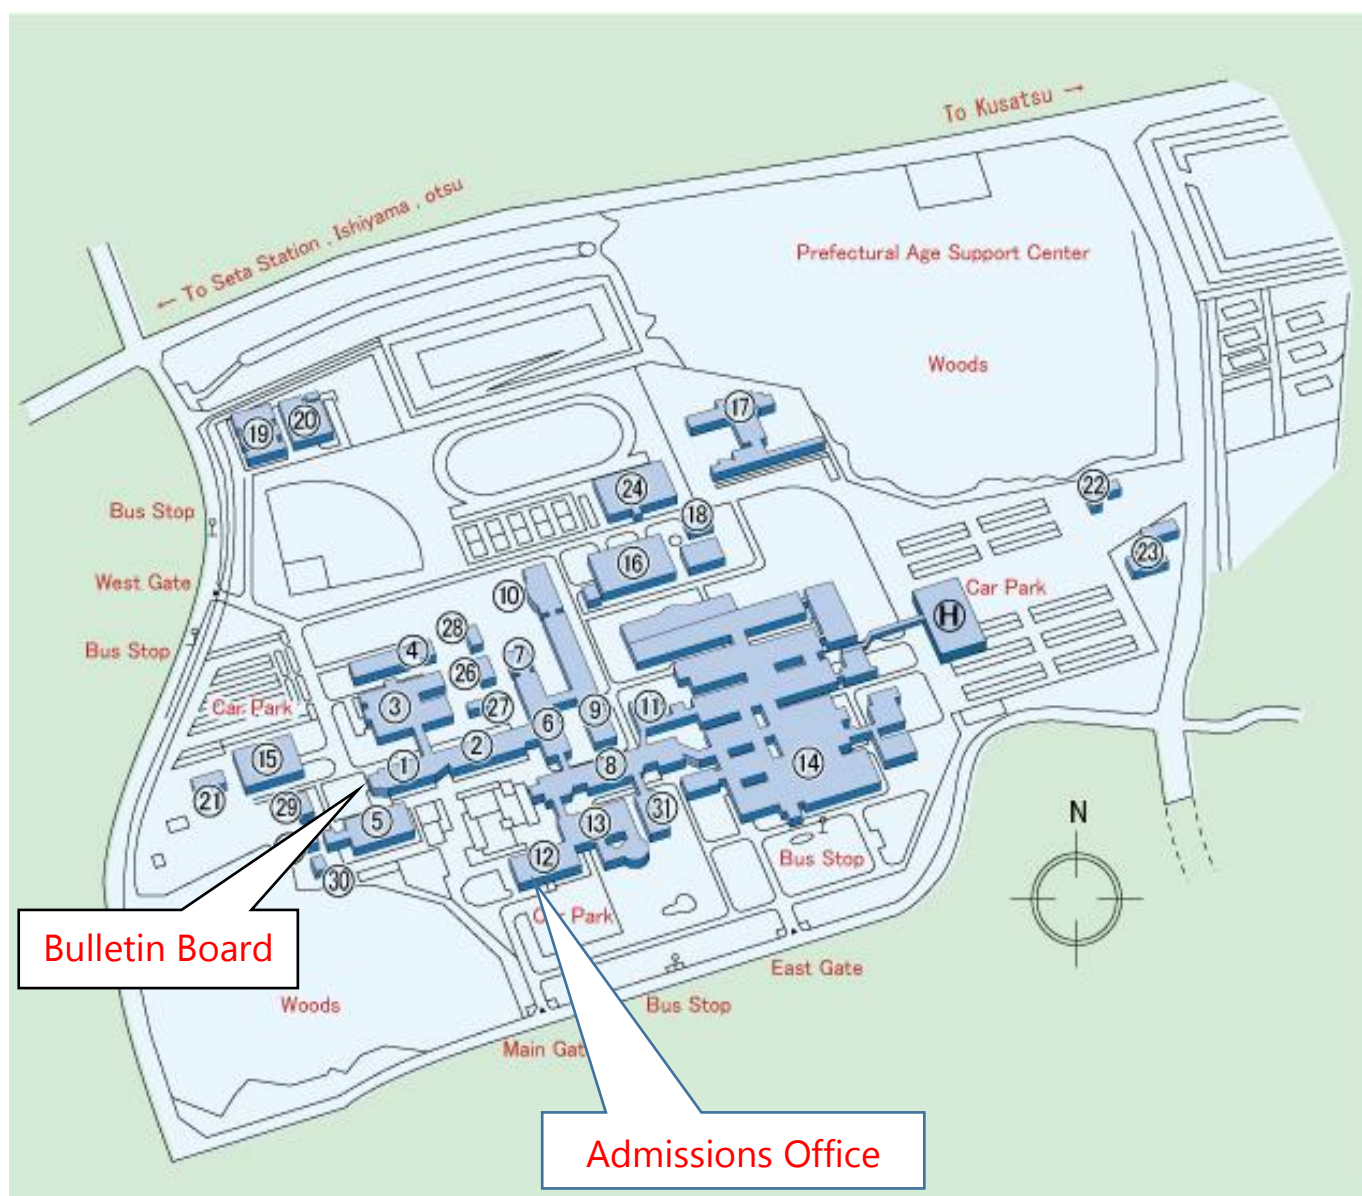 To Kusatsu →
← To Seta Station , Ishiyama , otsu
Prefectural Age Support Center
Woods
17
19
20
24
22
18
Bus Stop
23
16
West Gate
10
Car Park
H
28
4
7
Bus Stop
26
3
27
9
11
Car Park
6
2
15
1
8
14
21
29
31
5
13
N
12
Bus Stop
30
Car Park
Bulletin Board
East Gate
Woods
Bus Stop
Main Gat
Admissions Office